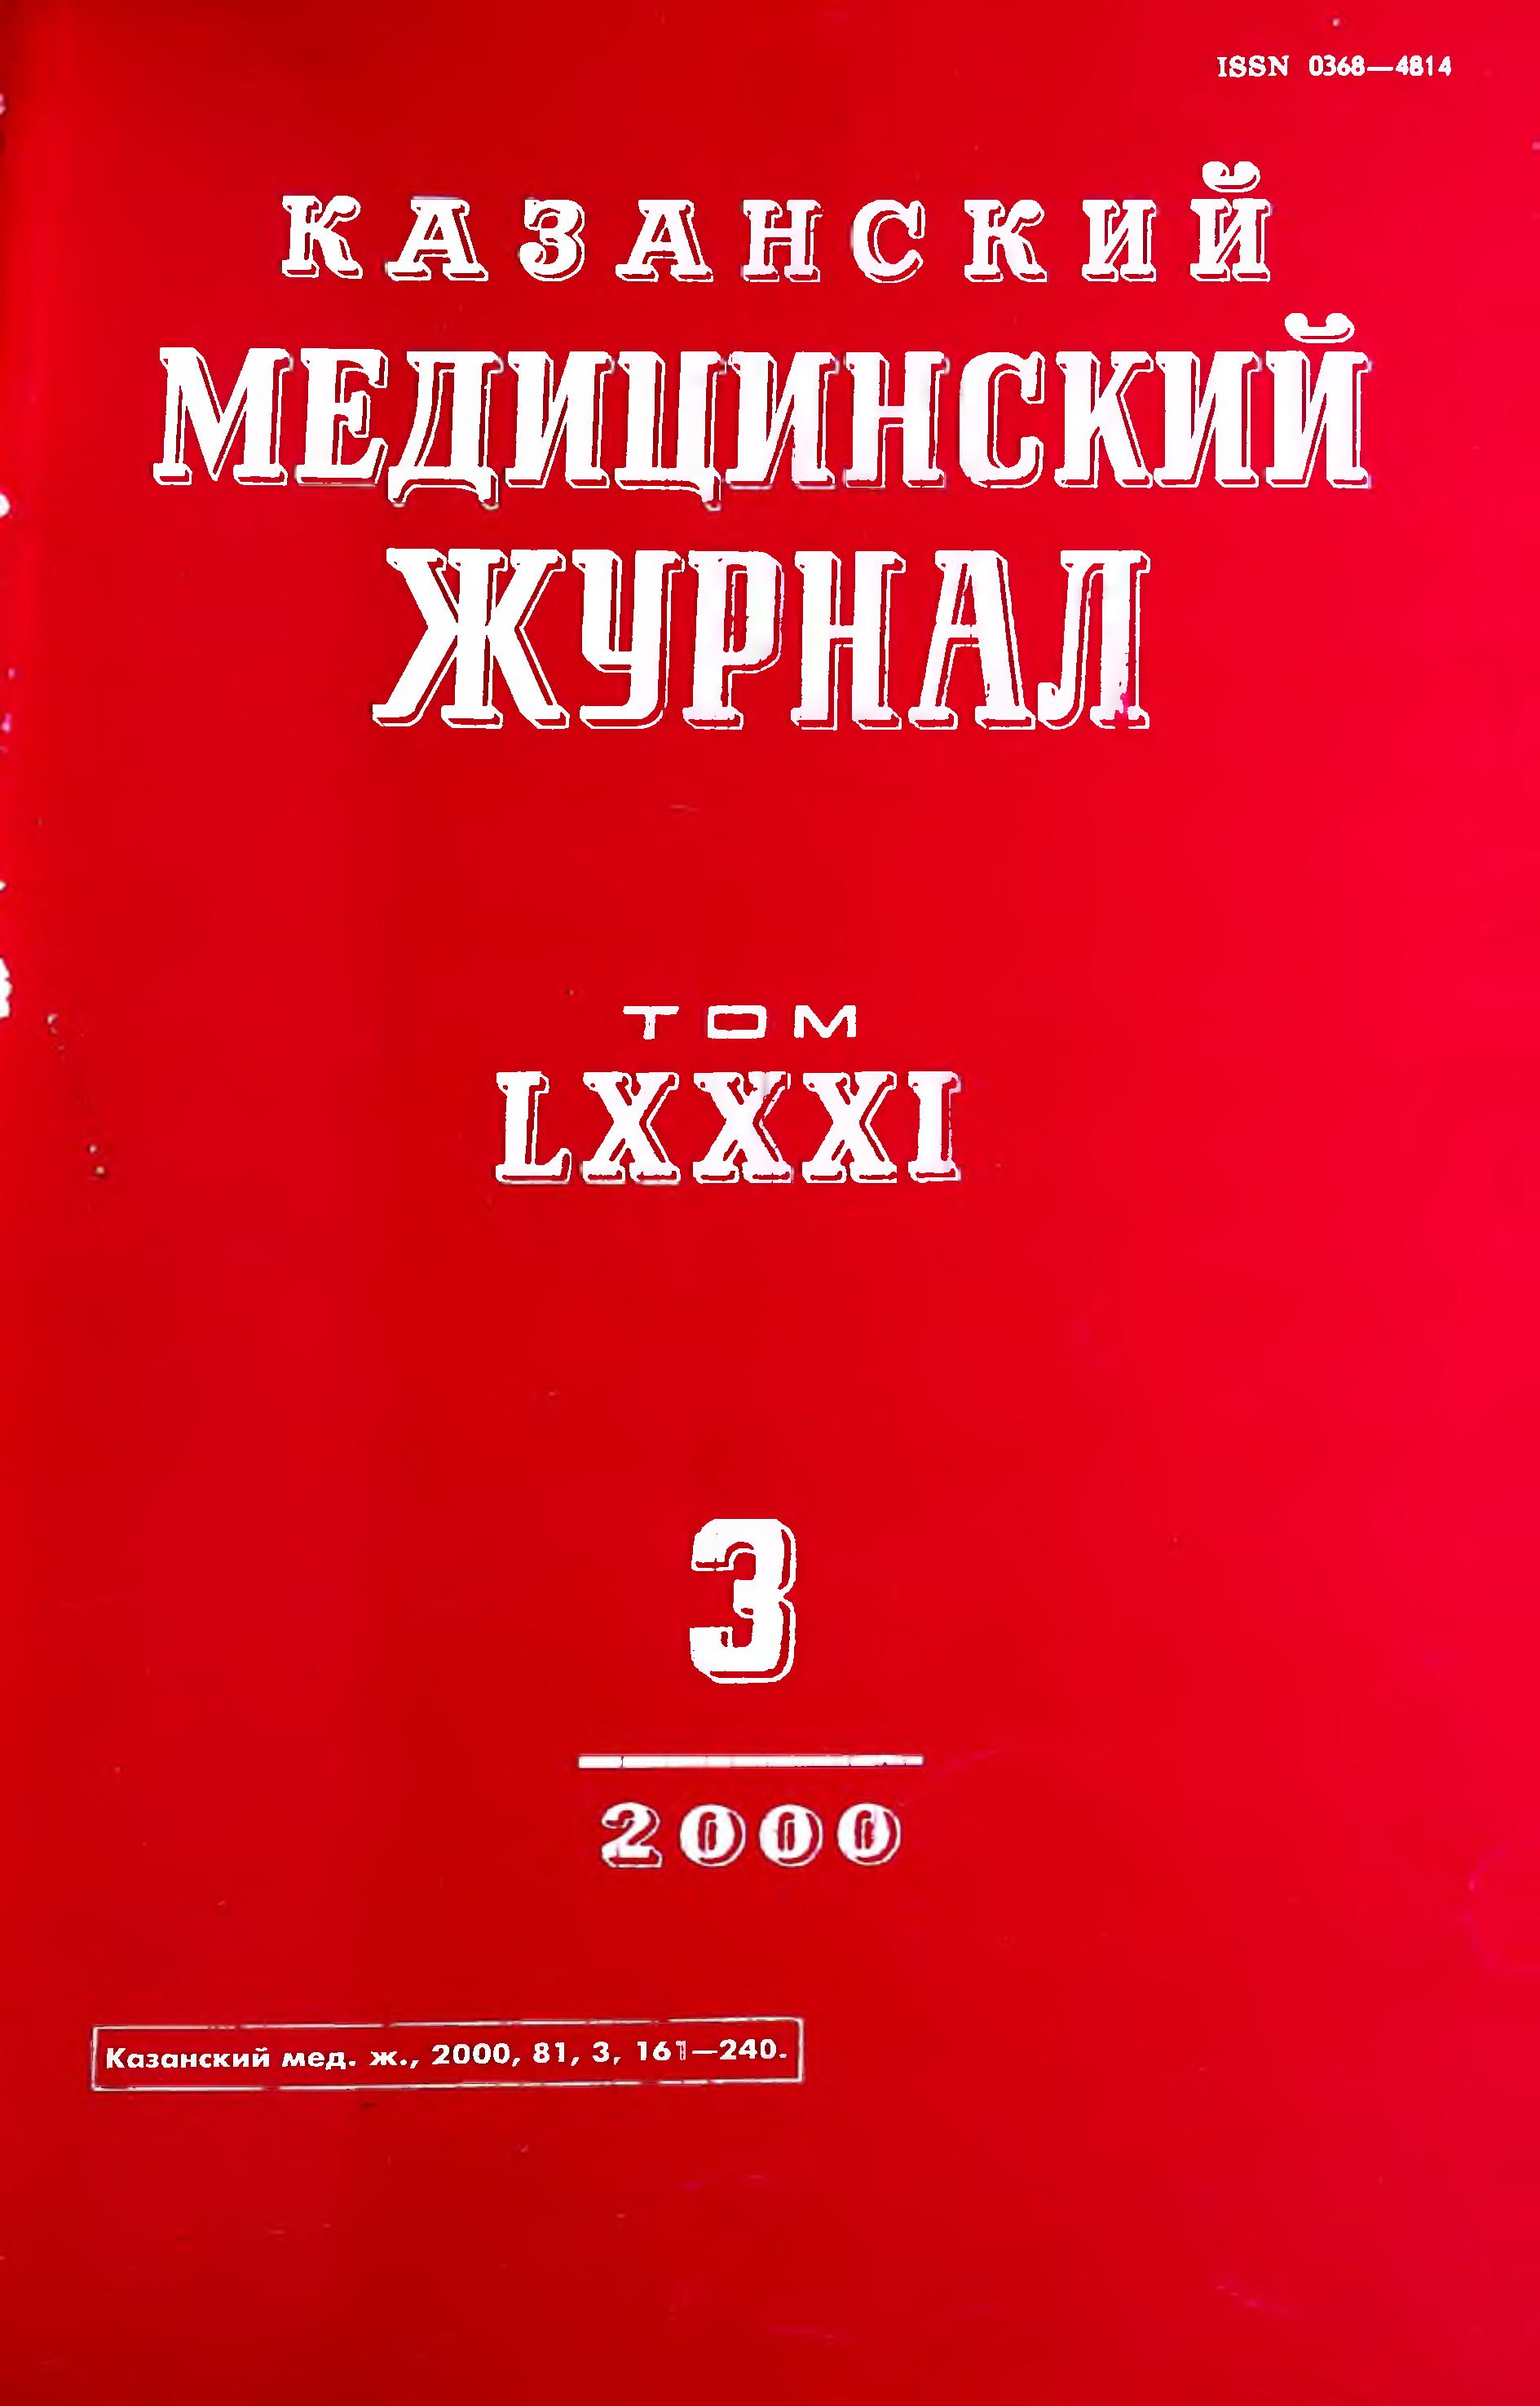 ISSN 0368—4814
КАЗАНСКИЙ
МЕДИЦИНСКИЙ
ЖУРНАЛ
ТОМ
LXXXI
3
2000
Казанский мед. ж., 2000, 81, 3, 161—240.